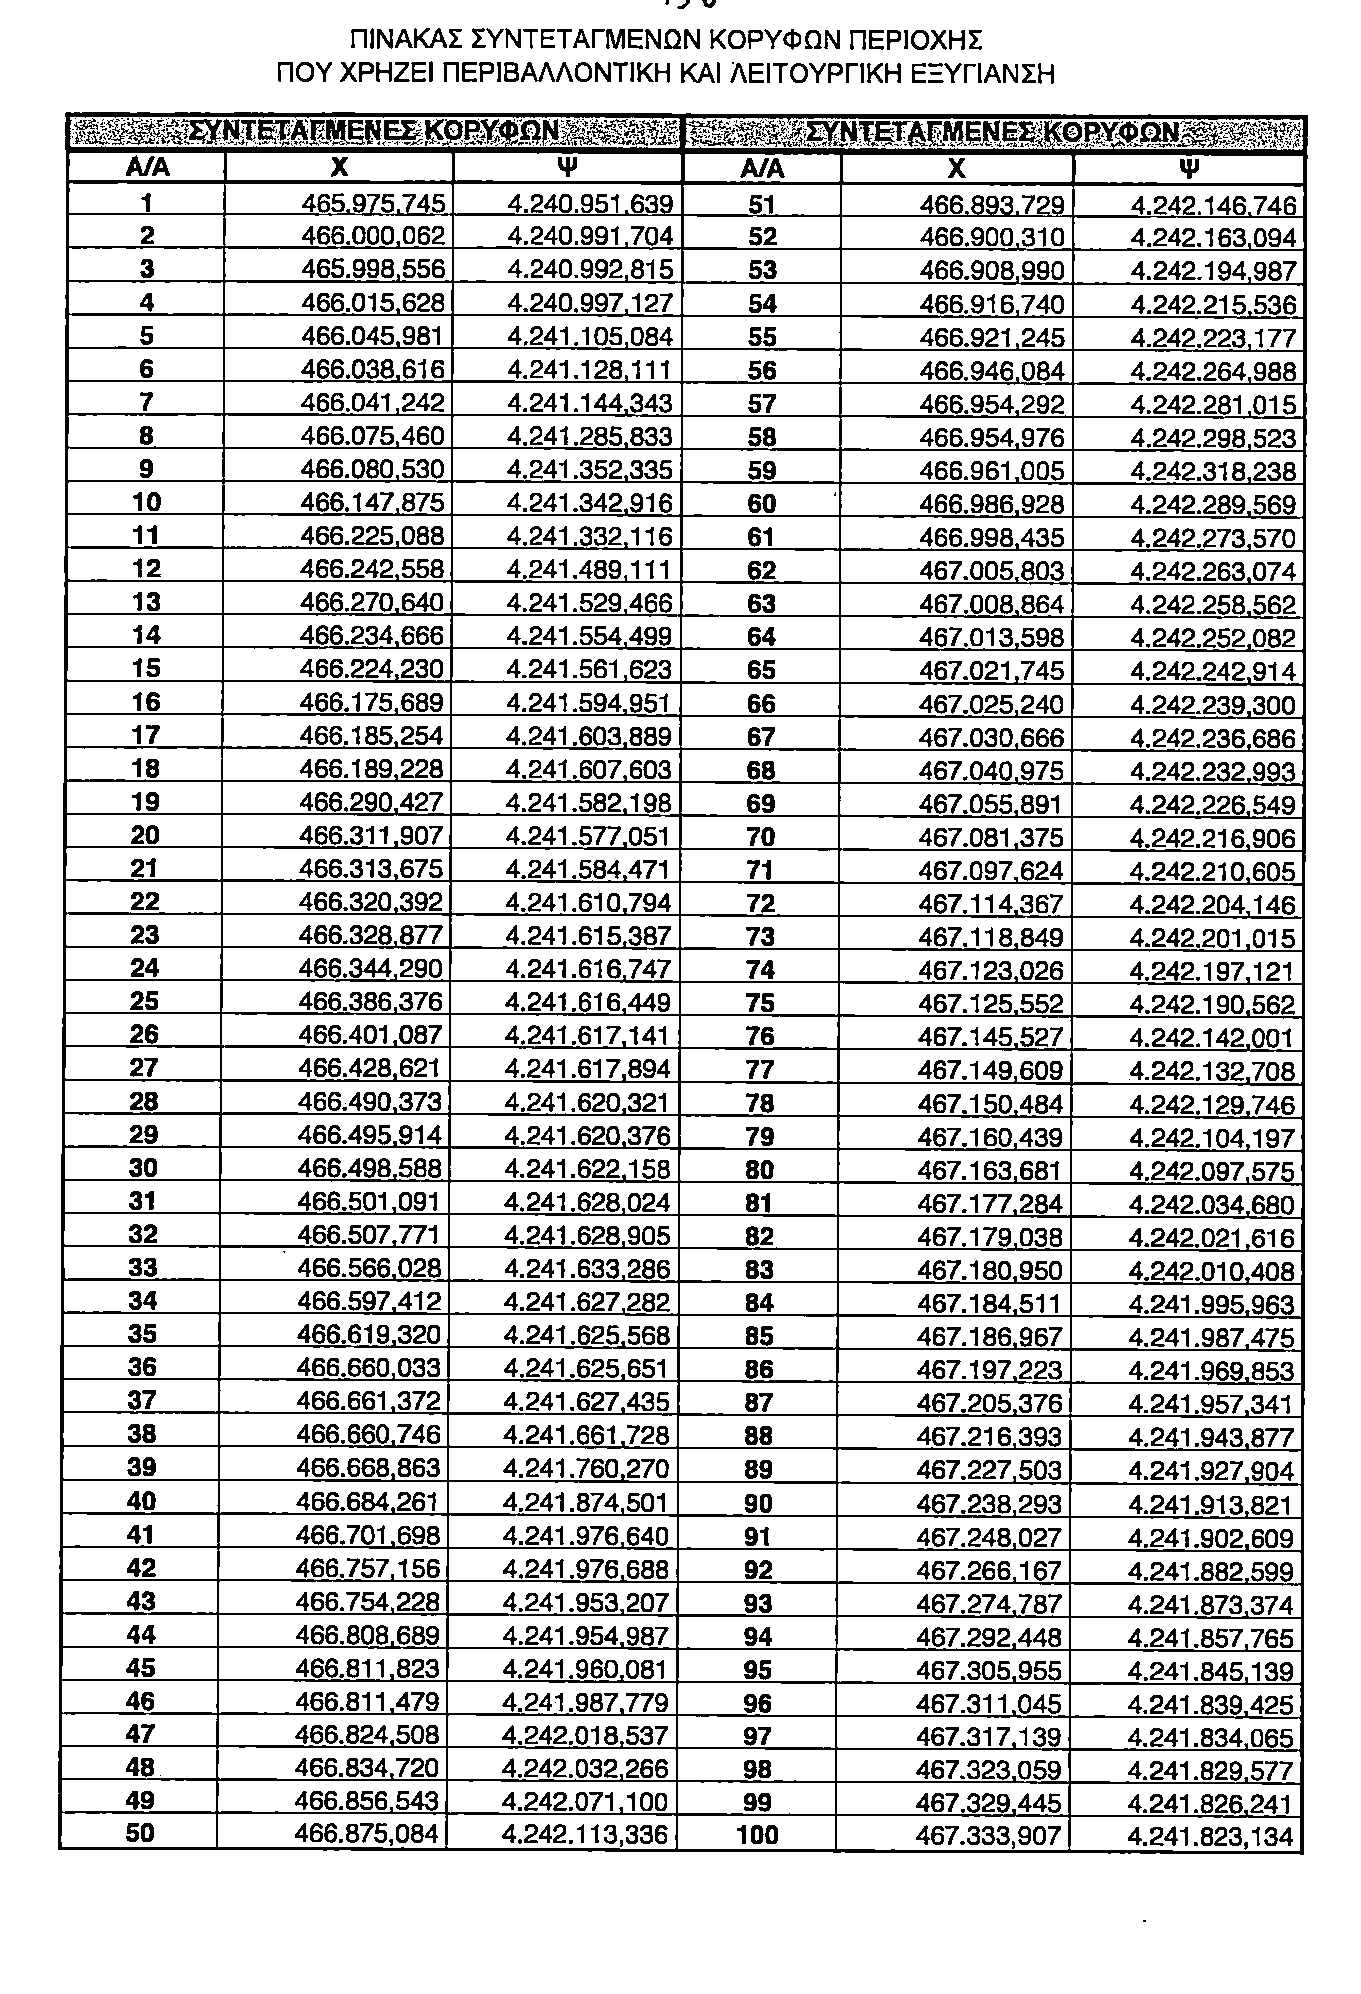 ΠΙΝΑΚΑΣ ΣΥΝΤΕΤΑΓΜΕΝΩΝ ΚΟΡΥΦΩΝ ΠΕΡΙΟΧΗΣ
ΠΟΥ ΧΡΗΖΕΙ ΠΕΡΙΒΑΛΛΟΝΤΙΚΗ ΚΑΙ ΛΕΙΤΟΥΡΓΙΚΗ ΕΞΥΓΙΑΝΣΗ
ΣΥΝΤΕΤΑΓΜΕΝΕΣ ΚΟΡΥΦΩΝ ΣΥΝΤΕΤΑΓΜΕΝΕΣ ΚΟΡΥΦΩΝ
Α/Α Χ Ψ Α/Α Χ Ψ
1 465.975,745 4.240.951,639 51 466.893,729 4.242.146,746
2 466.000,062 4.240.991,704 52 466.900,310 4.242.163,094
3 465.998,556 4.240.992,815 53 466.908,990 4.242.194,987
4 466.015,628 4.240.997,127 54 466.916,740 4.242.215,536
5 466.045,981 4.241.105,084 55 466.921,245 4.242.223,177
6 466.038,616 4.241.128,111 56 466.946,084 4.242.264,988
7 466.041,242 4.241.144,343 57 466.954,292 4.242.281,015
8 466.075,460 4.241.285,833 58 466.954,976 4.242.298,523
9 466.080,530 4.241.352,335 59 466.961,005 4.242.318,238
10 466.147,875 4.241.342,916 60 466.986,928 4.242.289,569
11 466.225,088 4.241.332,116 61 466.998,435 4.242.273,570
12 466.242,558 4.241.489,111 62 467.005,803 4.242.263,074
13 466.270,640 4.241.529,466 63 467.008,864 4.242.258,562
14 466.234,666 4.241.554,499 64 467.013,598 4.242.252,082
15 466.224,230 4.241.561,623 65 467.021,745 4.242.242,914
16 466.175,689 4.241.594,951 66 467.025,240 4.242.239,300
17 466.185,254 4.241.603,889 67 467.030,666 4.242.236,686
18 466.189,228 4.241.607,603 68 467.040,975 4.242.232,993
19 466.290,427 4.241.582,198 69 467.055,891 4.242.226,549
20 466.311,907 4.241.577,051 70 467.081,375 4.242.216,906
21 466.313,675 4.241.584,471 71 467.097,624 4.242.210,605
22 466.320,392 4.241.610,794 72 467.114,367 4.242.204,146
23 466.328,877 4.241.615,387 73 467.118,849 4.242.201,015
24 466.344,290 4.241.616,747 74 467.123,026 4.242.197,121
25 466.386,376 4.241.616,449 75 467.125,552 4.242.190,562
26 466.401,087 4.241.617,141 76 467.145,527 4.242.142,001
27 466.428,621 4.241.617,894 77 467.149,609 4.242.132,708
28 466.490,373 4.241.620,321 78 467.150,484 4.242.129,746
29 466.495,914 4.241.620,376 79 467.160,439 4.242.104,197
30 466.498,588 4.241.622,158 80 467.163,681 4.242.097,575
31 466.501,091 4.241.628,024 81 467.177,284 4.242.034,680
32 466.507,771 4.241.628,905 82 467.179,038 4.242.021,616
33 466.566,028 4.241.633,286 83 467.180,950 4.242.010,408
34 466.597,412 4.241.627,282 84 467.184,511 4.241.995,963
35 466.619,320 4.241.625,568 85 467.186,967 4.241.987,475
36 466.660,033 4.241.625,651 86 467.197,223 4.241.969,853
37 466.661,372 4.241.627,435 87 467.205,376 4.241.957,341
38 466.660,746 4.241.661,728 88 467.216,393 4.241.943,877
39 466.668,863 4.241.760,270 89 467.227,503 4.241.927,904
40 466.684,261 4.241.874,501 90 467.238,293 4.241.913,821
41 466.701,698 4.241.976,640 91 467.248,027 4.241.902,609
42 466.757,156 4.241.976,688 92 467.266,167 4.241.882,599
43 466.754,228 4.241.953,207 93 467.274,787 4.241.873,374
44 466.808,689 4.241.954,987 94 467.292,448 4.241.857,765
45 466.811,823 4.241.960,081 95 467.305,955 4.241.845,139
46 466.811,479 4.241.987,779 96 467.311,045 4.241.839,425
47 466.824,508 4.242.018,537 97 467.317,139 4.241.834,065
48 466.834,720 4.242.032,266 98 467.323,059 4.241.829,577
49 466.856,543 4.242.071,100 99 467.329,445 4.241.826,241
50 466.875,084 4.242.113,336 100 467.333,907 4.241.823,134